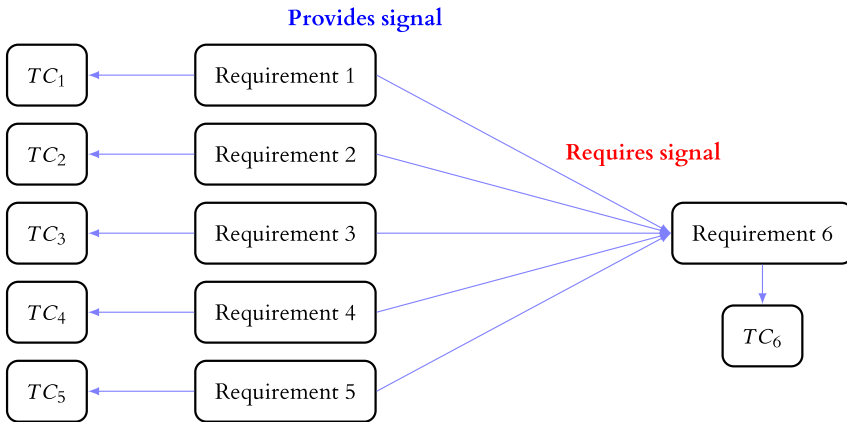 Provides signal
TC₁
Requirement 1
TC₂
Requirement 2
Requires signal
TC₃
Requirement 3
Requirement 6
TC₄
Requirement 4
TC₆
TC₅
Requirement 5